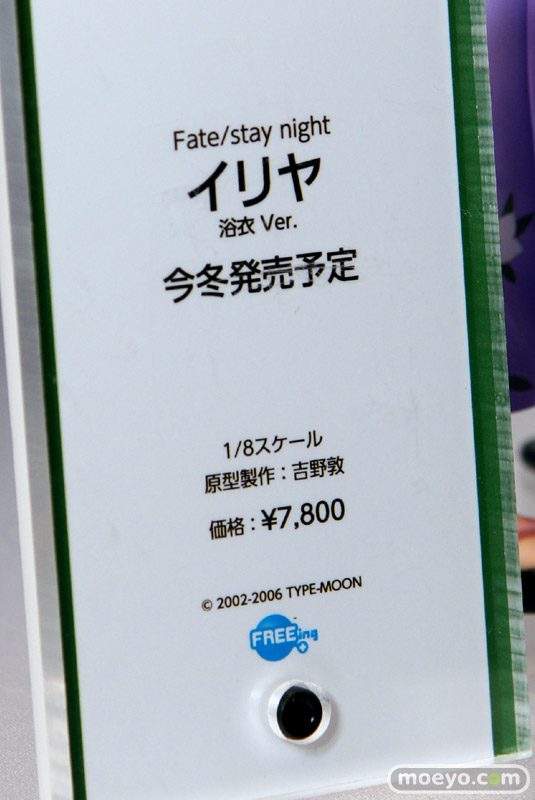 Fate/stay night
イリヤ
浴衣 Ver.
今冬発売予定
1/8スケール
原型製作：吉野敦
価格：¥7,800
© 2002-2006 TYPE-MOON
FREEing
moeyo.com